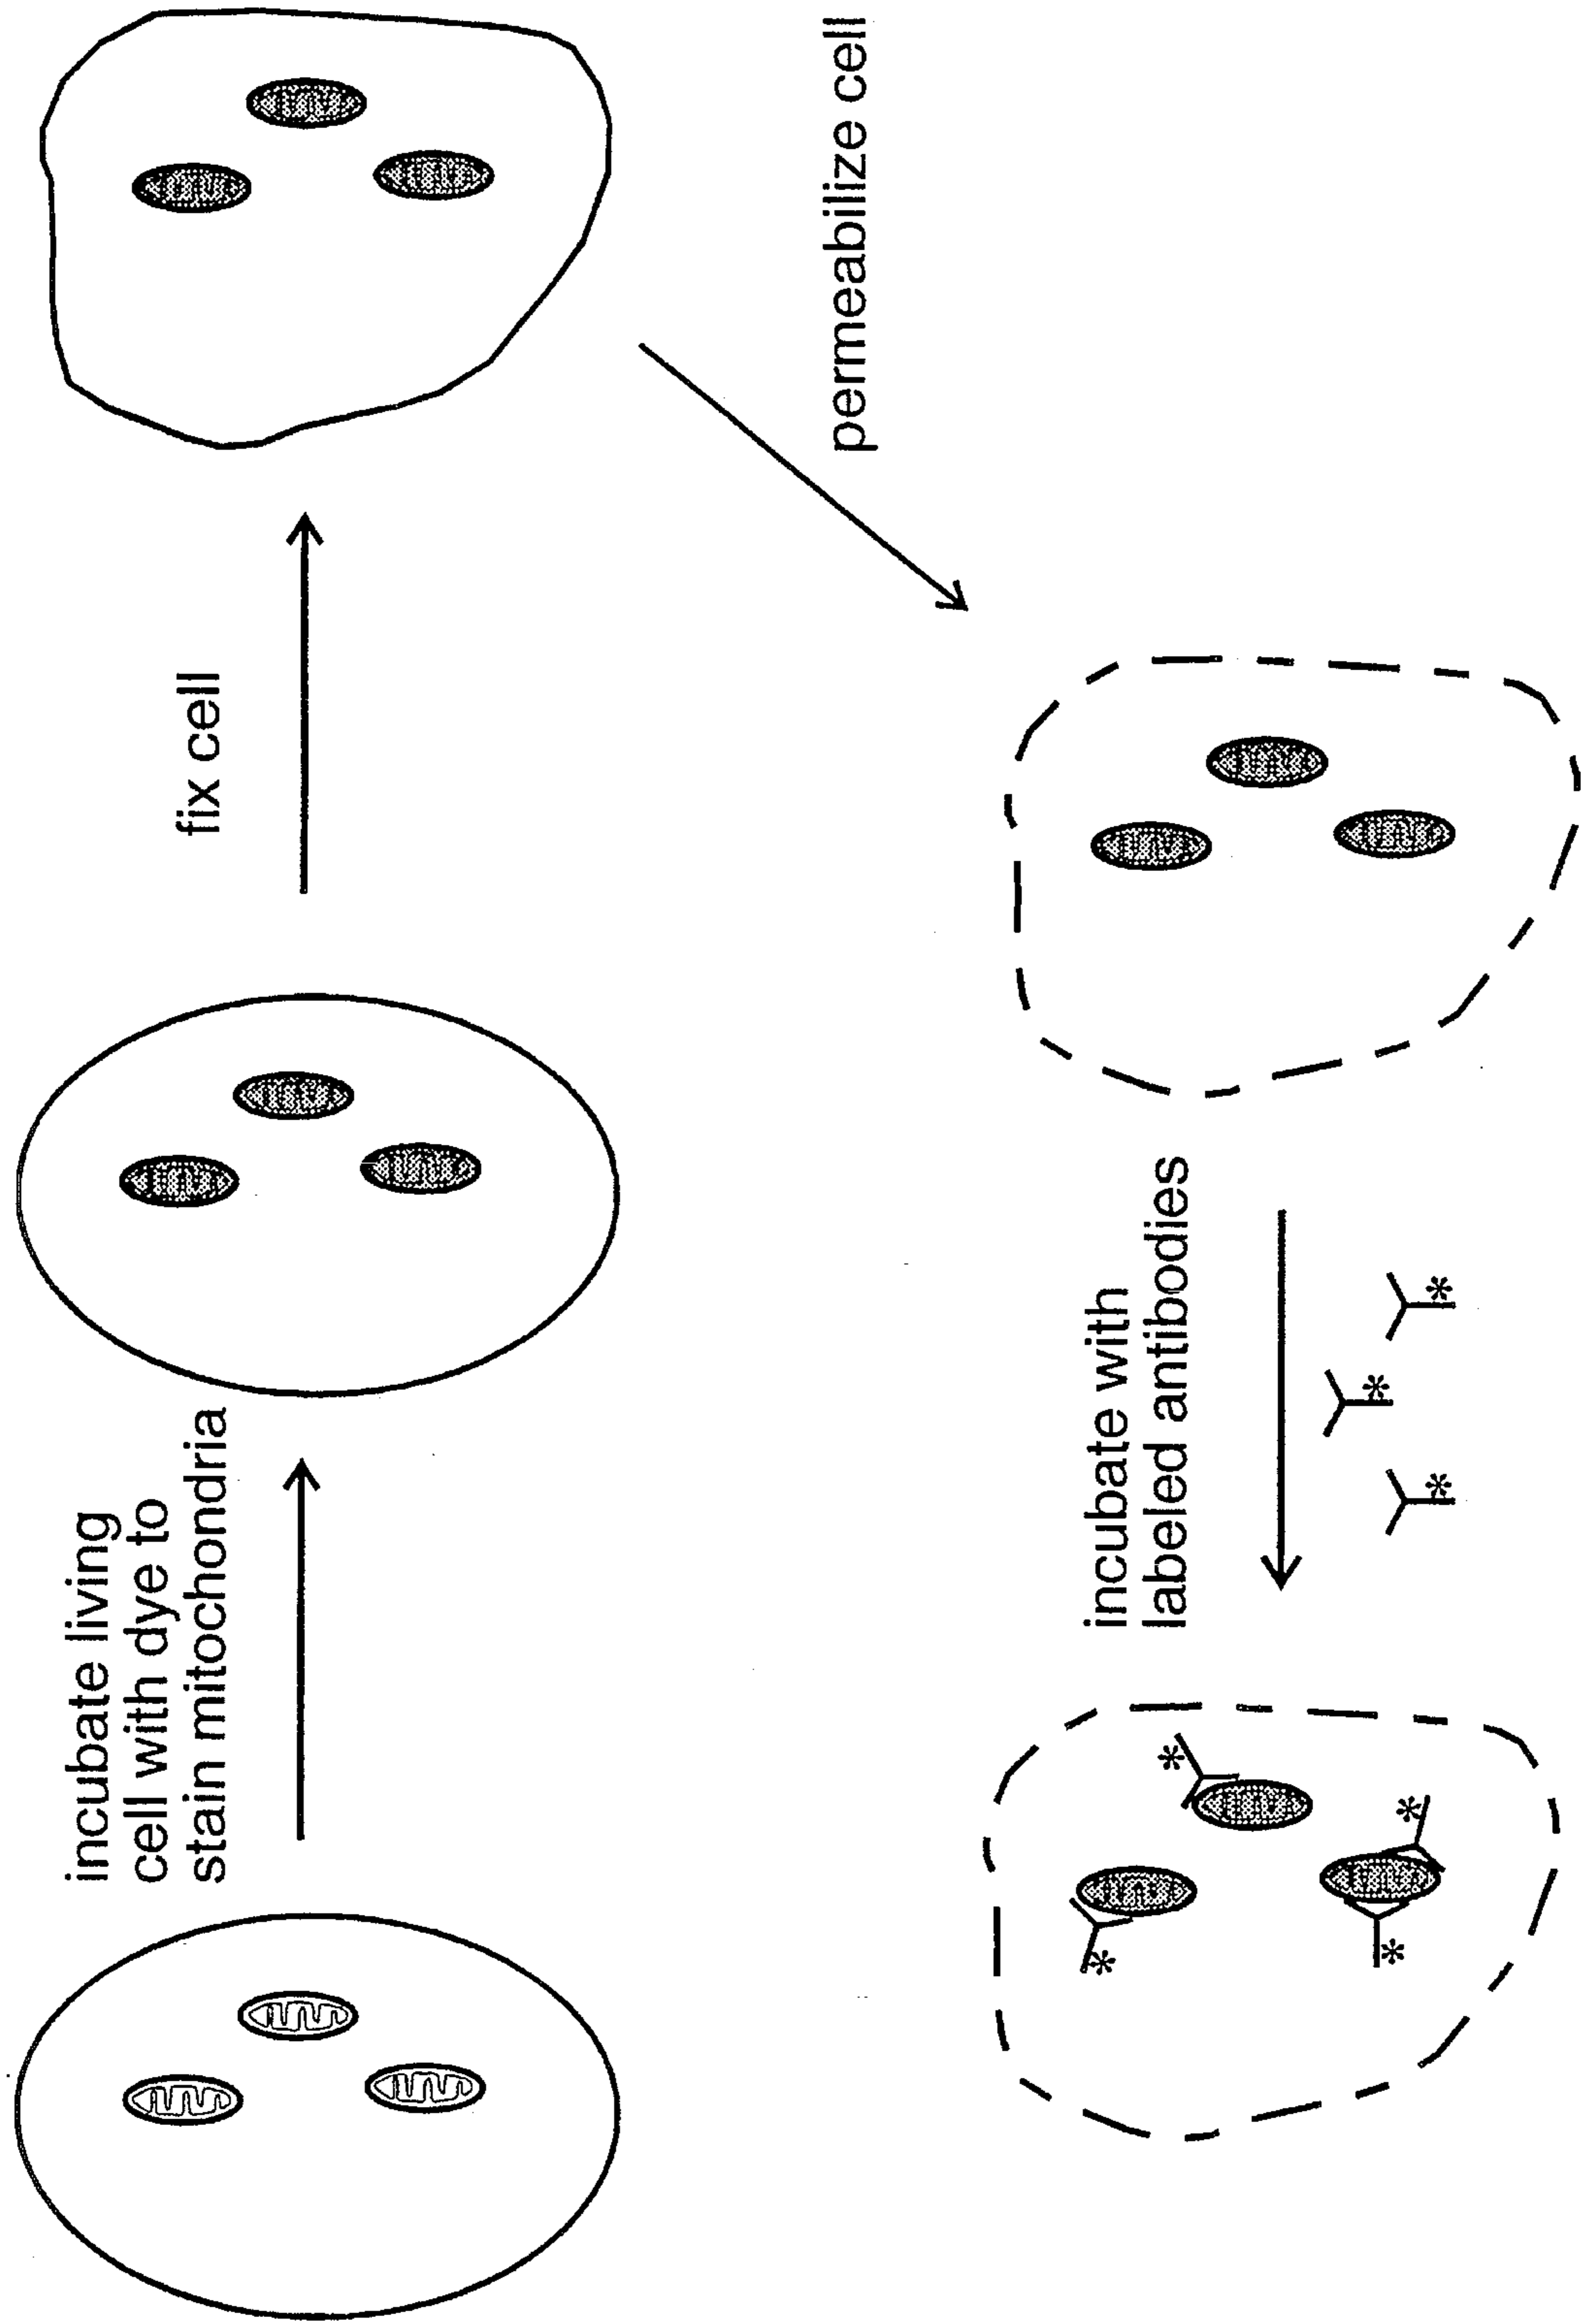 incubate living
cell with dye to
stain mitochondria
fix cell
permeabilize cell
incubate with
labeled antibodies
*
*
*
*
*
*
*